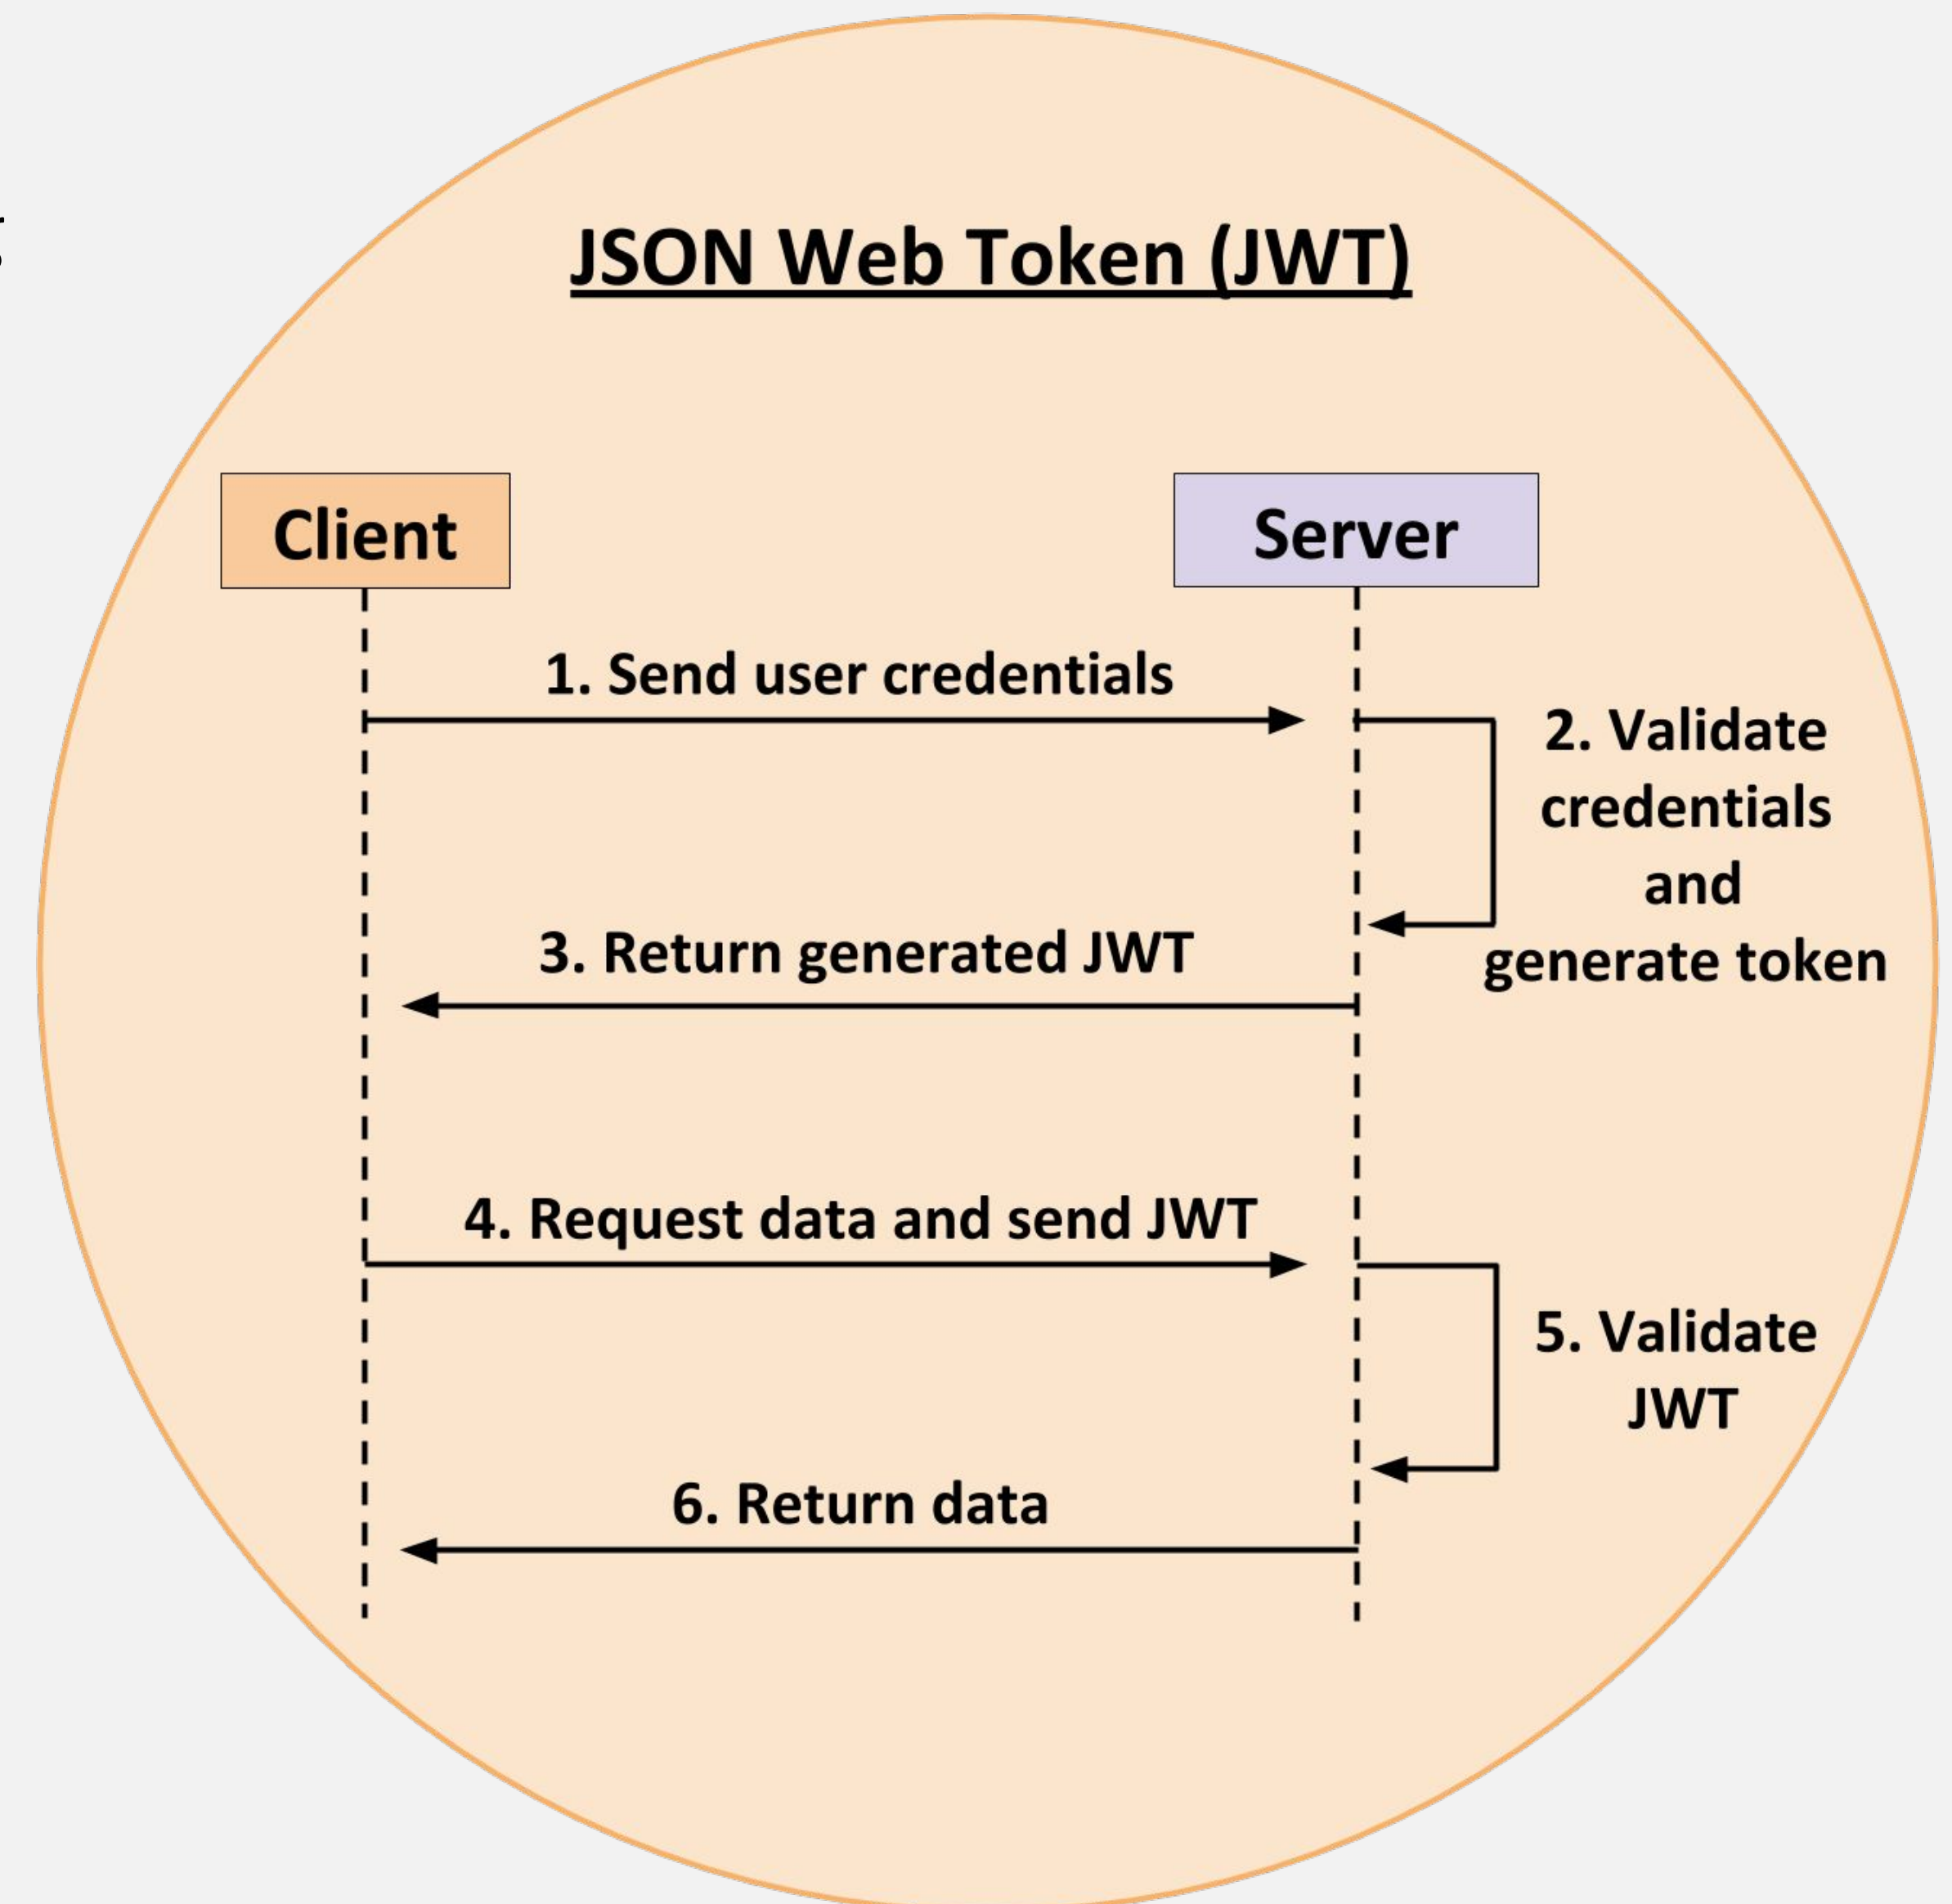 JSON Web Token (JWT)
Client
Server
1. Send user credentials
2. Validate
credentials
and
generate token
3. Return generated JWT
4. Request data and send JWT
5. Validate
JWT
6. Return data